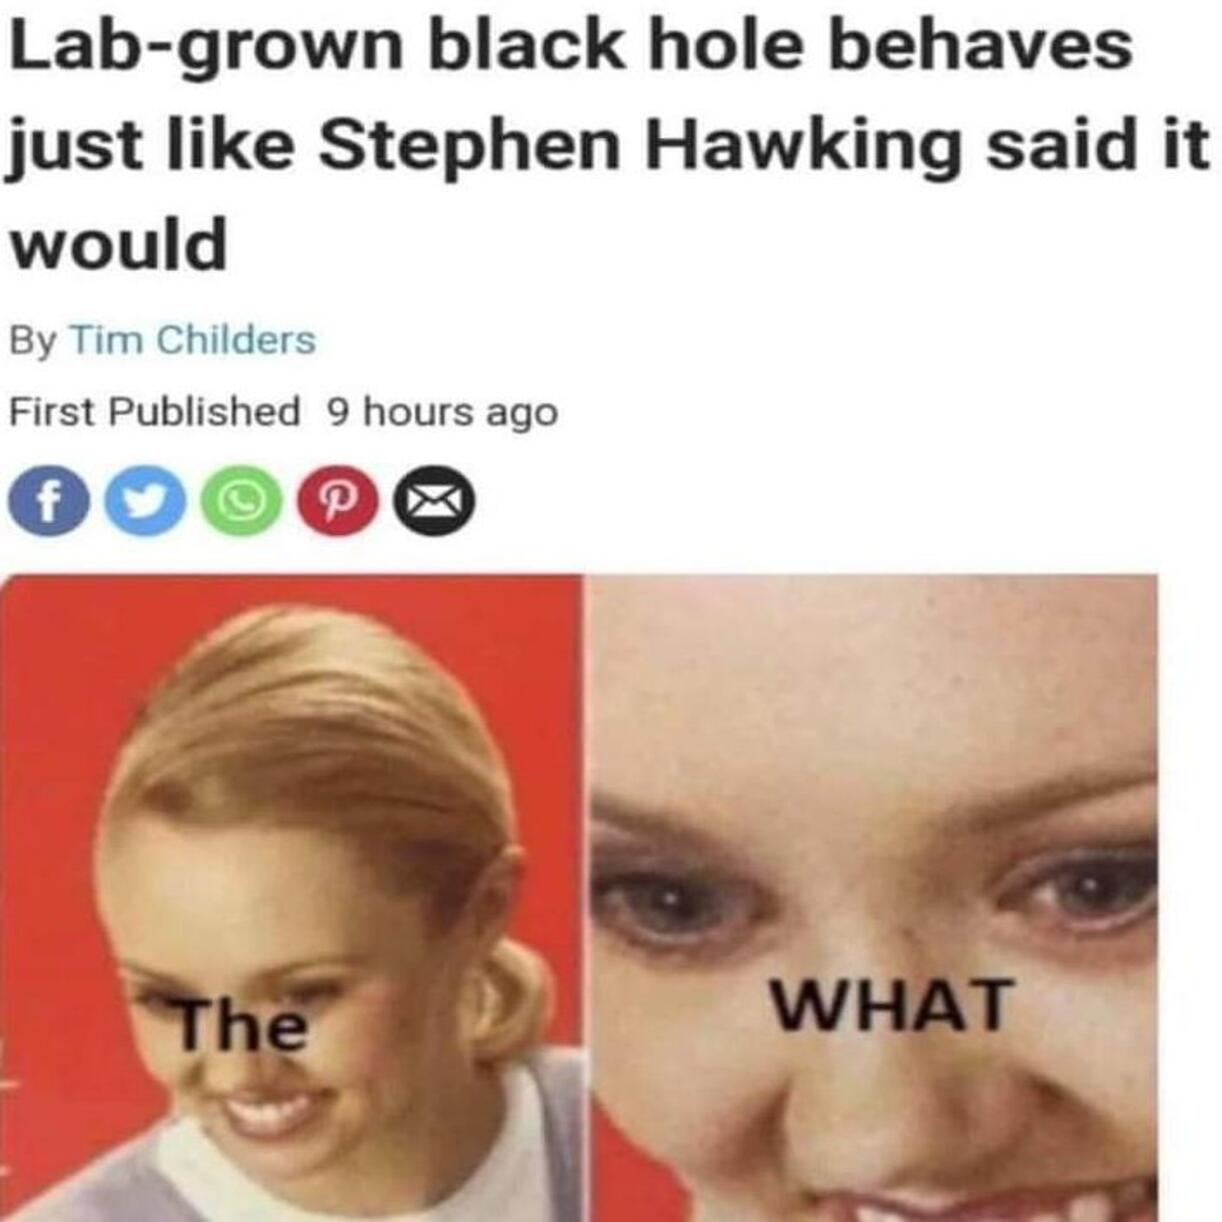 Lab-grown black hole behaves
just like Stephen Hawking said it
would
By Tim Childers
First Published 9 hours ago
The
WHAT